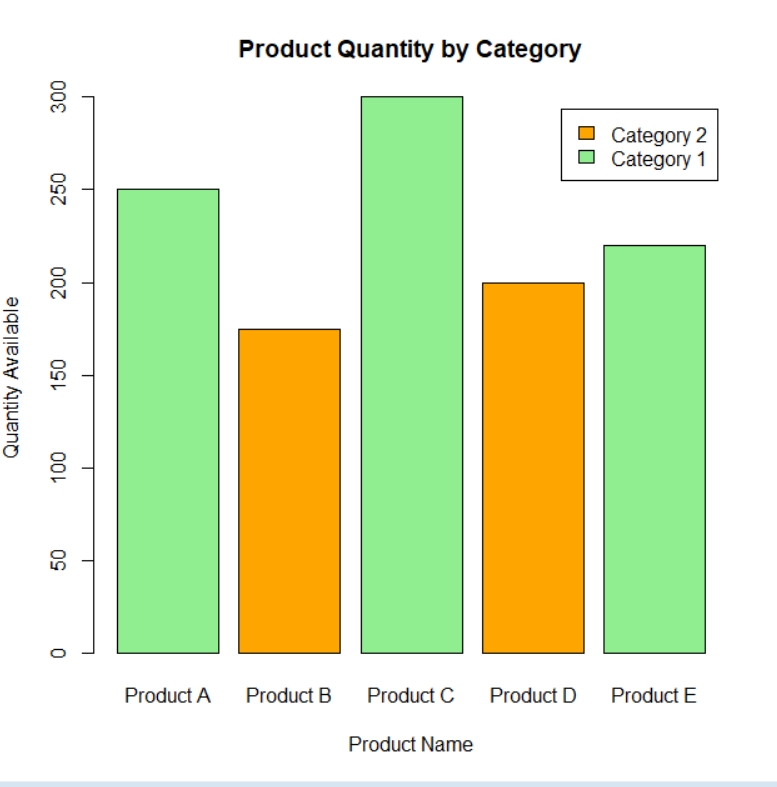 Product Quantity by Category
Category 2
Category 1
300
250
200
150
100
50
0
Quantity Available
Product A Product B Product C Product D Product E
Product Name